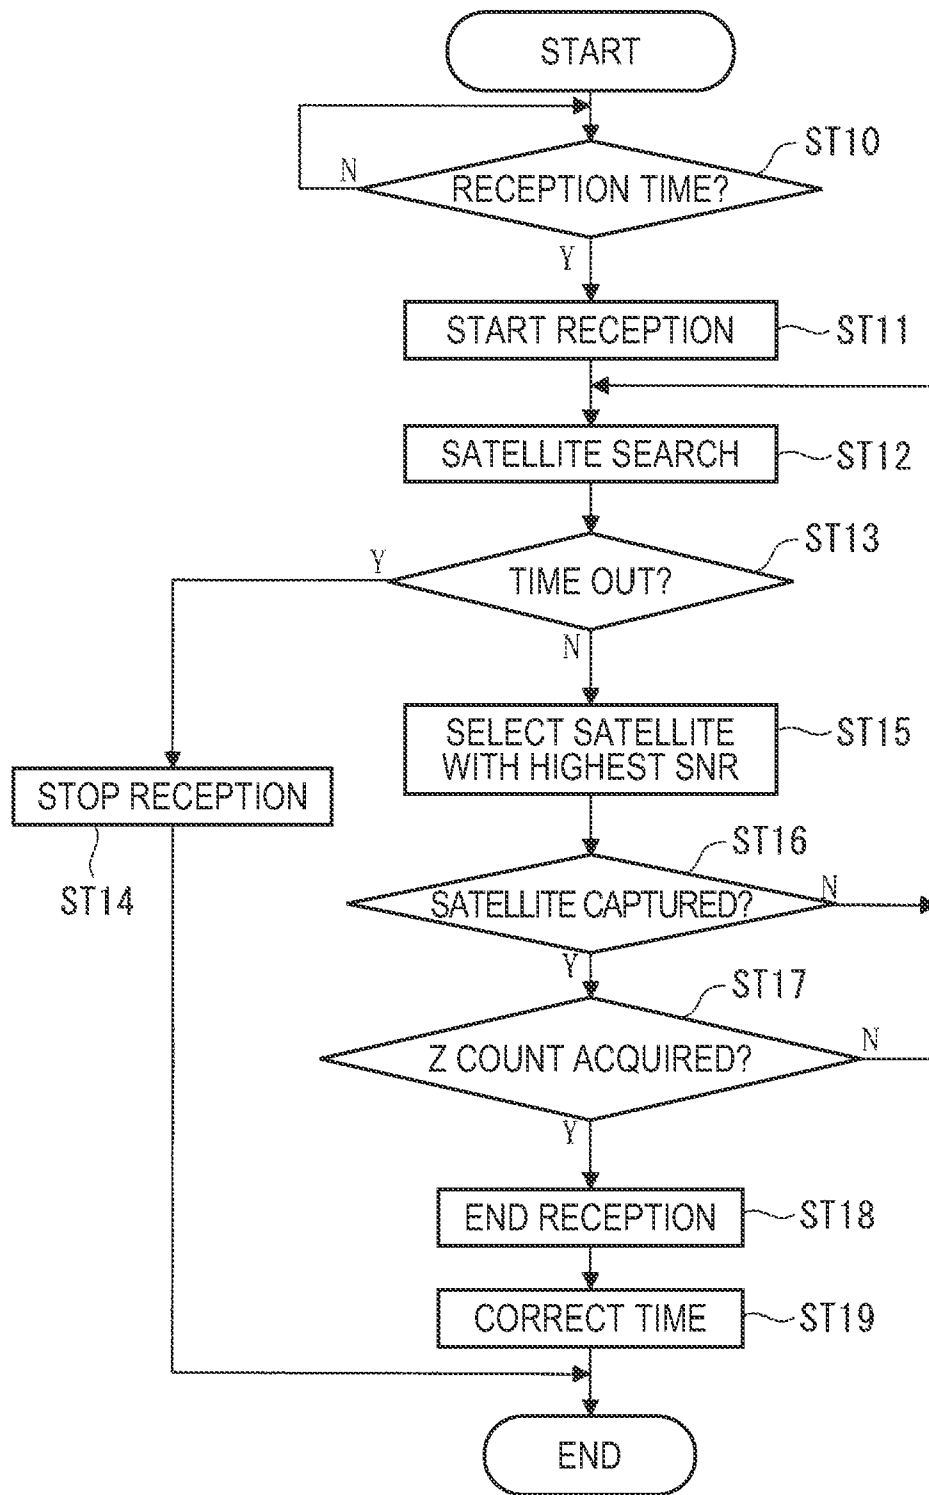 START
ST10
N
RECEPTION TIME?
Y
START RECEPTION
ST11
SATELLITE SEARCH
ST12
ST13
Y
TIME OUT?
N
SELECT SATELLITE
WITH HIGHEST SNR
ST15
STOP RECEPTION
ST14
ST16
SATELLITE CAPTURED?
N
Y
ST17
Z COUNT ACQUIRED?
N
Y
END RECEPTION
ST18
CORRECT TIME
ST19
END